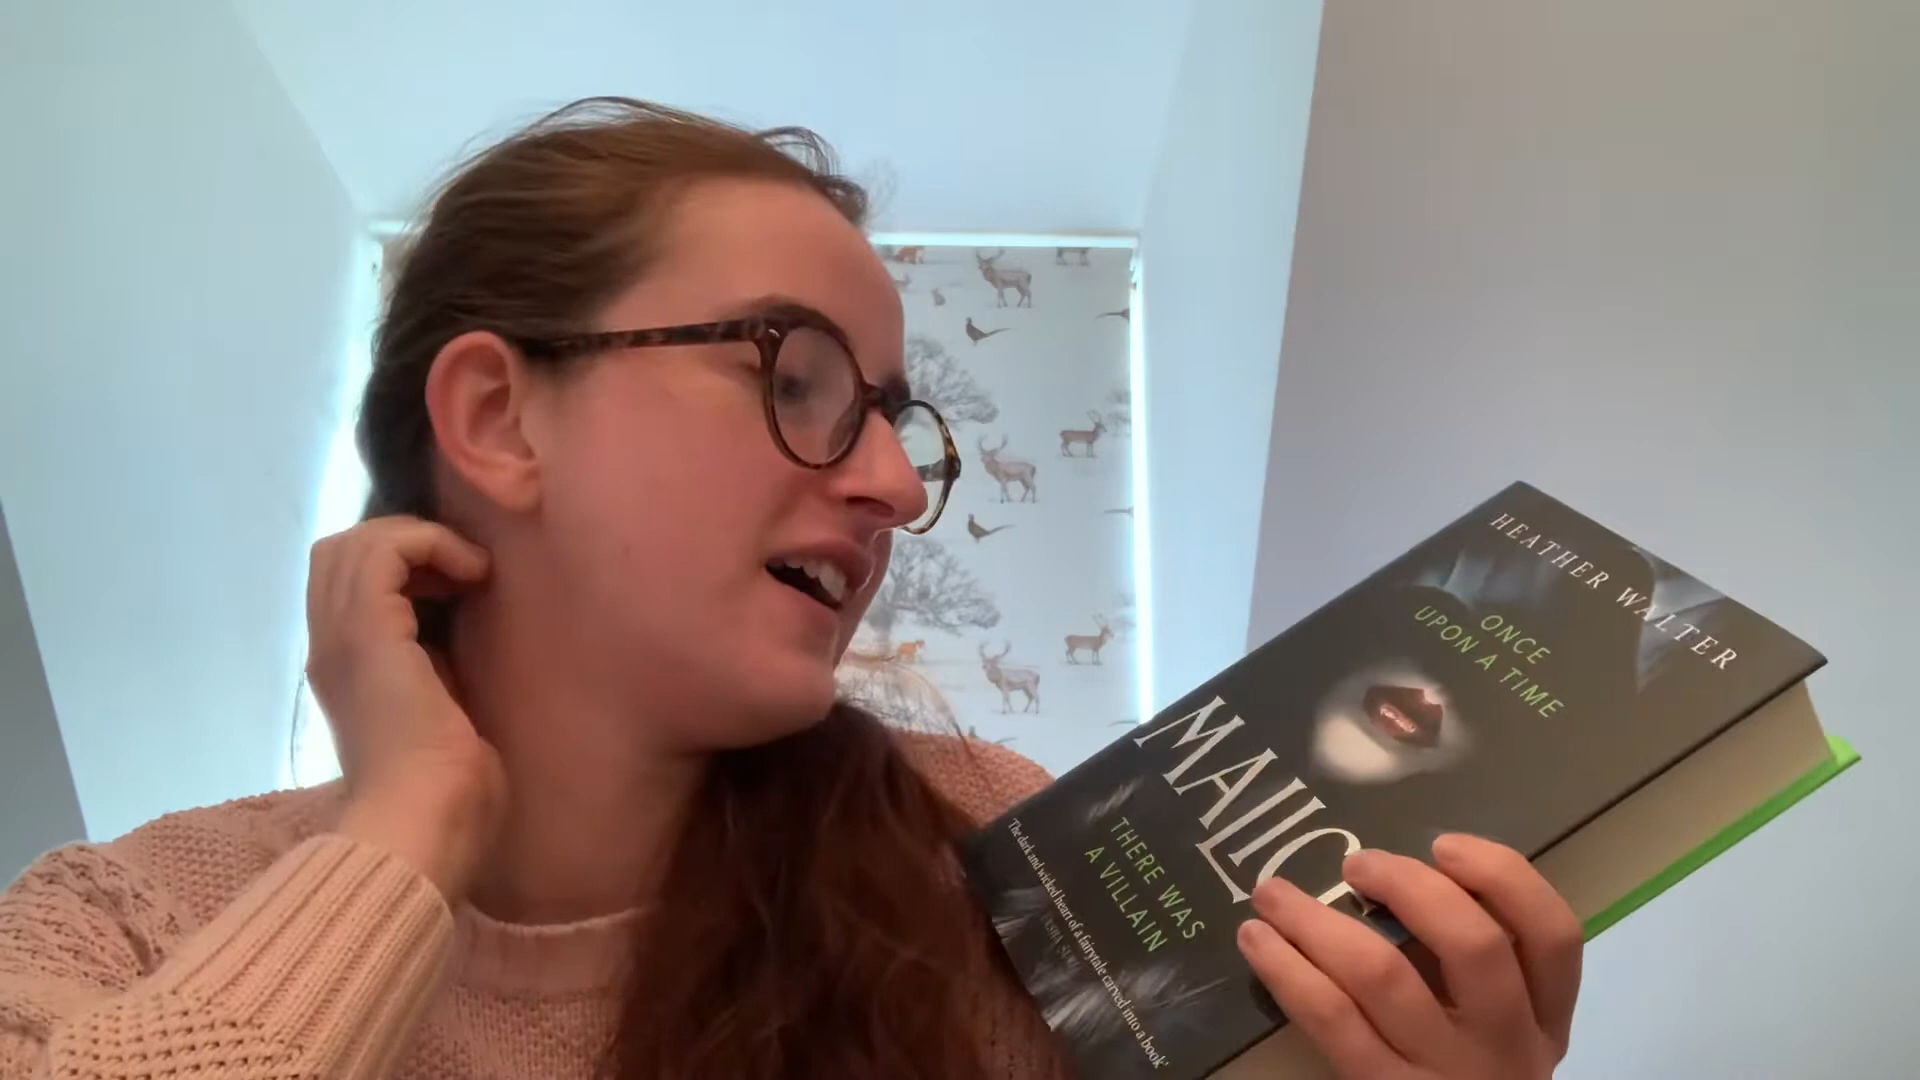 HEATHER WALTER
ONCE
UPON A TIME
MALICE
THERE WAS
A VILLAIN
'The dark and wicked heart of a fairytale carved into a book'